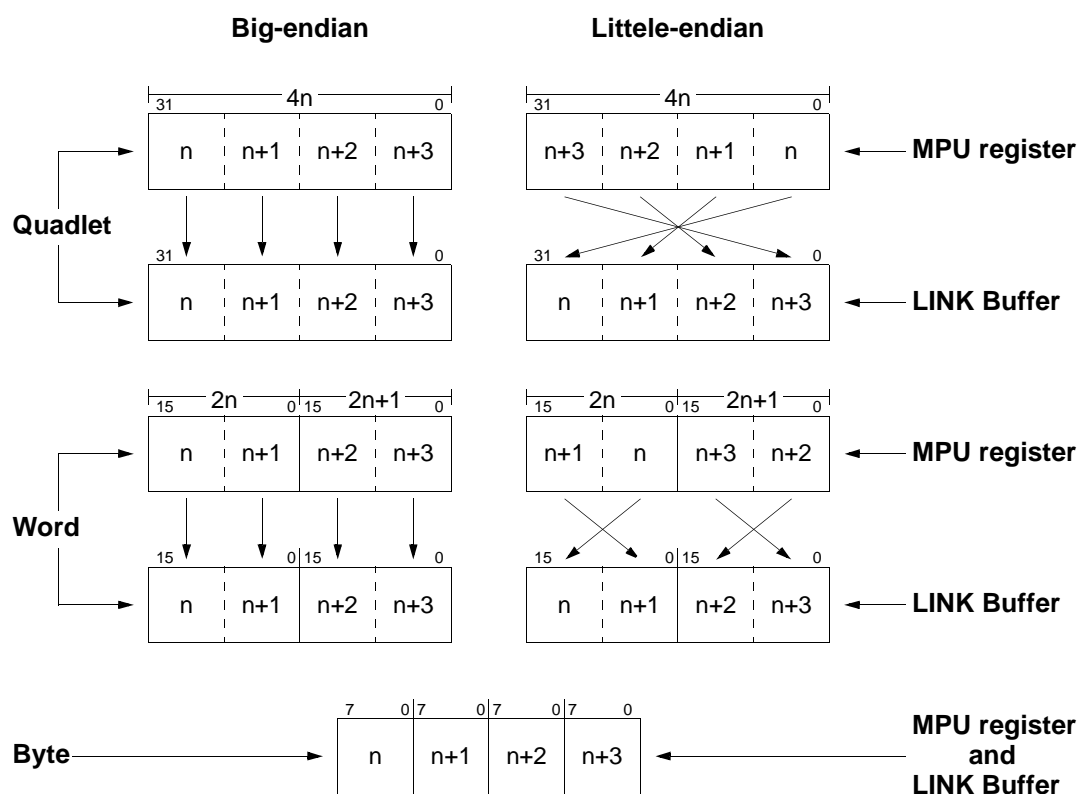 Big-endian Littele-endian
31 4n 0 31 4n 0
n n+1 n+2 n+3 n+3 n+2 n+1 n MPU register
Quadlet
31 0 31 0
n n+1 n+2 n+3 n n+1 n+2 n+3 LINK Buffer
15 2n 0 15 2n+1 0 15 2n 0 15 2n+1 0
n n+1 n+2 n+3 n+1 n n+3 n+2 MPU register
Word
15 0 15 0 15 0 15 0
n n+1 n+2 n+3 n n+1 n+2 n+3 LINK Buffer
7 0 7 0 7 0 7 0
Byte n n+1 n+2 n+3 MPU register
and
LINK Buffer